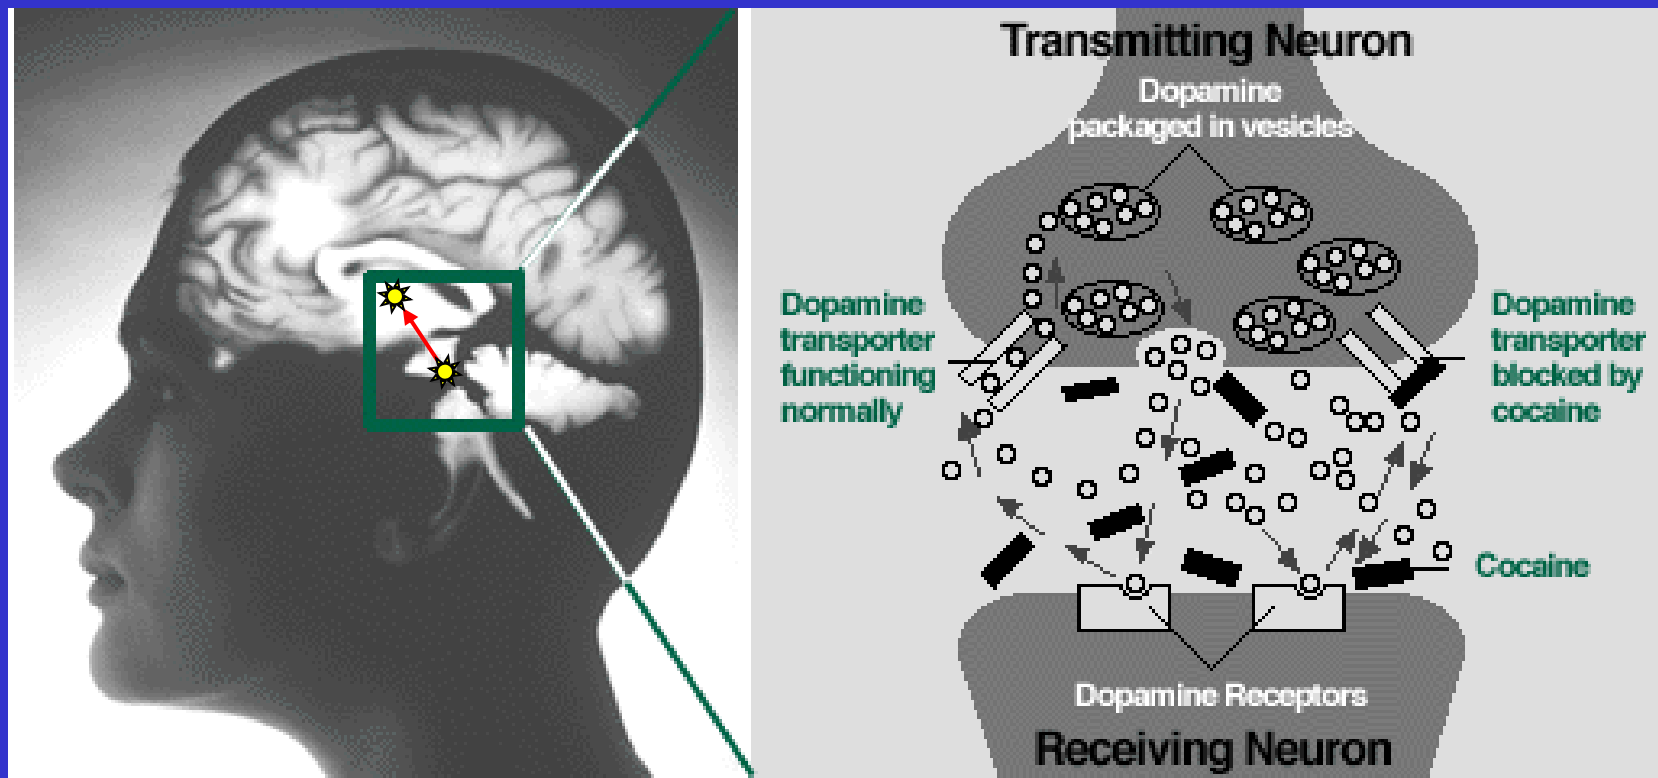 Transmitting Neuron
Dopamine
packaged in vesicles
Dopamine
transporter
functioning
normally
Dopamine
transporter
blocked by
cocaine
Cocaine
Dopamine Receptors
Receiving Neuron